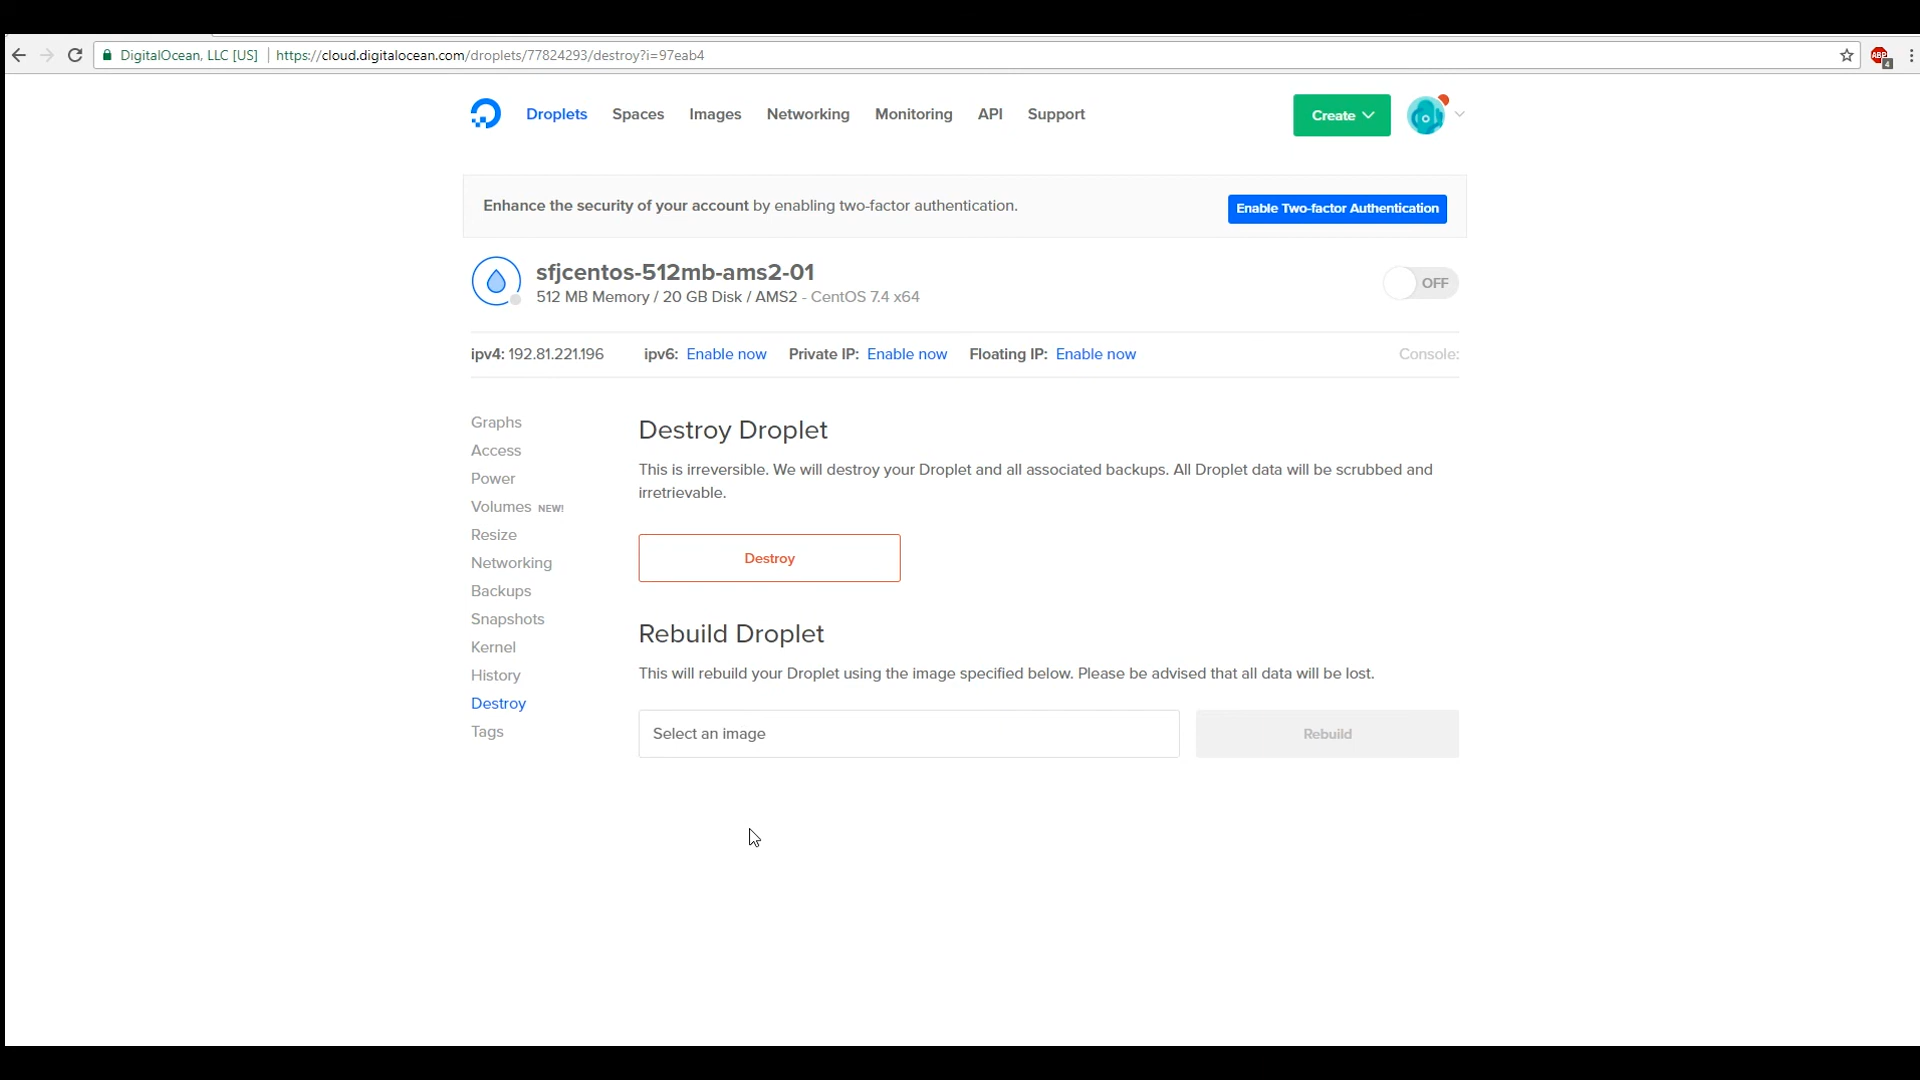 DigitalOcean, LLC [US] | https://cloud.digitalocean.com/droplets/77824293/destroy?i=97eab4
ABP
4
Droplets Spaces Images Networking Monitoring API Support Create
Enhance the security of your account by enabling two-factor authentication. Enable Two-factor Authentication
sfjcentos-512mb-ams2-01
512 MB Memory / 20 GB Disk / AMS2 - CentOS 7.4 x64
OFF
ipv4: 192.81.221.196 ipv6: Enable now Private IP: Enable now Floating IP: Enable now Console:
Graphs
Access
Power
Volumes NEW!
Resize
Networking
Backups
Snapshots
Kernel
History
Destroy
Tags
Destroy Droplet
This is irreversible. We will destroy your Droplet and all associated backups. All Droplet data will be scrubbed and
irretrievable.
Destroy
Rebuild Droplet
This will rebuild your Droplet using the image specified below. Please be advised that all data will be lost.
Select an image Rebuild